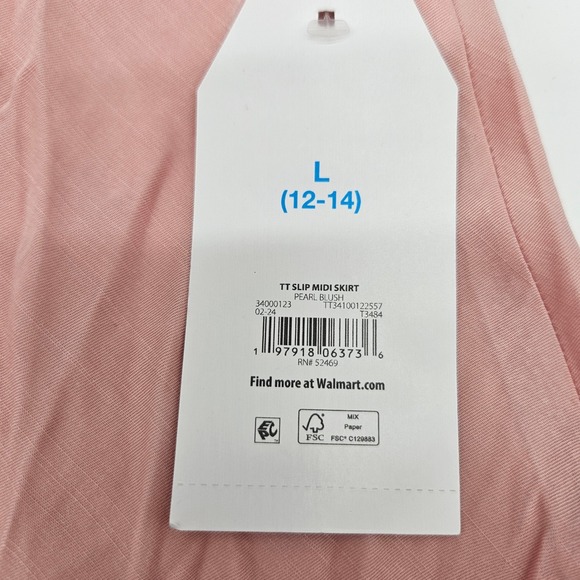 L
(12-14)
TT SLIP MIDI SKIRT
PEARL BLUSH
34000123 TT34100122557
02-24 T3484
1 97918 06373 6
RN# 52469
Find more at Walmart.com
EPC
FSC
MIX
Paper
FSC® C129883